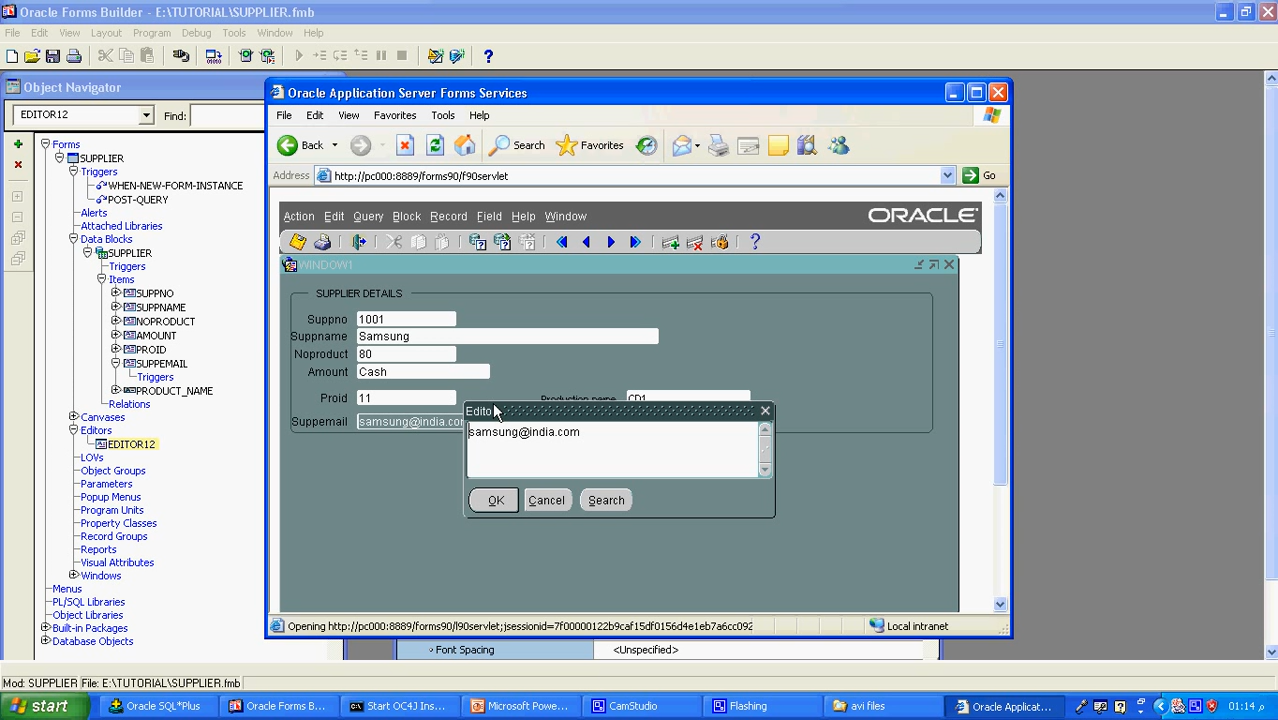 Oracle Forms Builder - E:\TUTORIAL\SUPPLIER.fmb
File Edit View Layout Program Debug Tools Window Help
Object Navigator
EDITOR12 Find:
Forms
SUPPLIER
Triggers
WHEN-NEW-FORM-INSTANCE
POST-QUERY
Alerts
Attached Libraries
Data Blocks
SUPPLIER
Triggers
Items
SUPPNO
SUPPNAME
NOPRODUCT
AMOUNT
PROID
SUPPEMAIL
Triggers
PRODUCT_NAME
Relations
Canvases
Editors
EDITOR12
LOVs
Object Groups
Parameters
Popup Menus
Program Units
Property Classes
Record Groups
Reports
Visual Attributes
Windows
Menus
PL/SQL Libraries
Object Libraries
Built-in Packages
Database Objects
Oracle Application Server Forms Services
File Edit View Favorites Tools Help
Back Search Favorites
Address http://pc000:8889/forms90/f90servlet Go
Action Edit Query Block Record Field Help Window ORACLE
WINDOW1
SUPPLIER DETAILS
Suppno 1001
Suppname Samsung
Noproduct 80
Amount Cash
Proid 11 Production name CD1
Suppemail samsung@india.com
Editor
samsung@india.com
OK Cancel Search
Opening http://pc000:8889/forms90/l90servlet;jsessionid=7f00000122b9caf15df0156d4e1eb7a6cc092 Local intranet
Font Spacing <Unspecified>
Mod: SUPPLIER File: E:\TUTORIAL\SUPPLIER.fmb
start Oracle SQL*Plus Oracle Forms B... Start OC4J Ins... Microsoft Powe... CamStudio Flashing avi files Oracle Applicat... 01:14 م